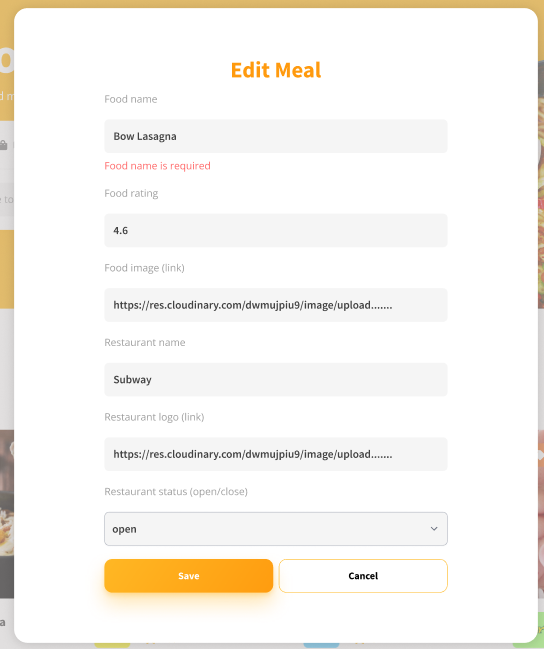 Edit Meal
Food name
Bow Lasagna
Food name is required
Food rating
4.6
Food image (link)
https://res.cloudinary.com/dwmujpiu9/image/upload.......
Restaurant name
Subway
Restaurant logo (link)
https://res.cloudinary.com/dwmujpiu9/image/upload.......
Restaurant status (open/close)
open
Save
Cancel